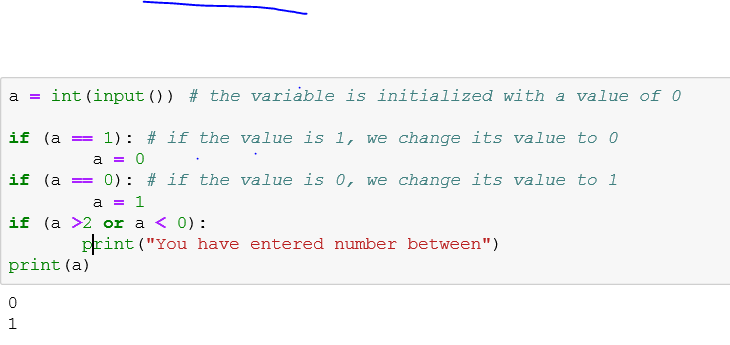 a = int(input()) # the variable is initialized with a value of 0
if (a == 1): # if the value is 1, we change its value to 0
a = 0
if (a == 0): # if the value is 0, we change its value to 1
a = 1
if (a >2 or a < 0):
print("You have entered number between")
print(a)
0
1